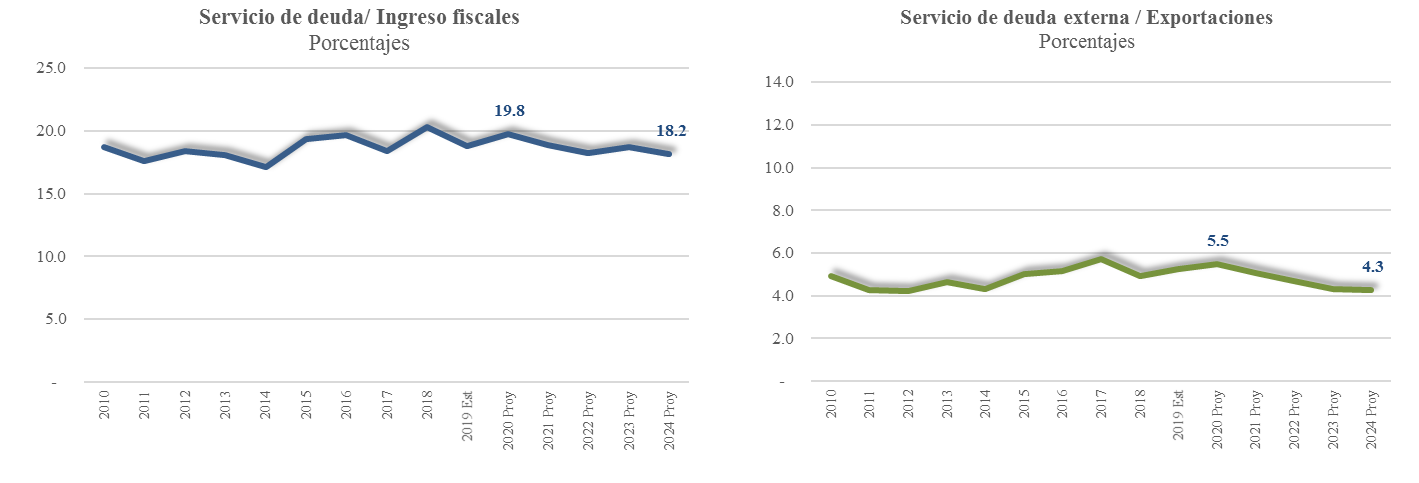 Servicio de deuda/ Ingreso fiscales
Porcentajes
25.0
20.0
15.0
10.0
5.0
-
19.8
18.2
2010
2011
2012
2013
2014
2015
2016
2017
2018
2019 Est
2020 Proy
2021 Proy
2022 Proy
2023 Proy
2024 Proy
Servicio de deuda externa / Exportaciones
Porcentajes
14.0
12.0
10.0
8.0
6.0
4.0
2.0
-
5.5
4.3
2010
2011
2012
2013
2014
2015
2016
2017
2018
2019 Est
2020 Proy
2021 Proy
2022 Proy
2023 Proy
2024 Proy